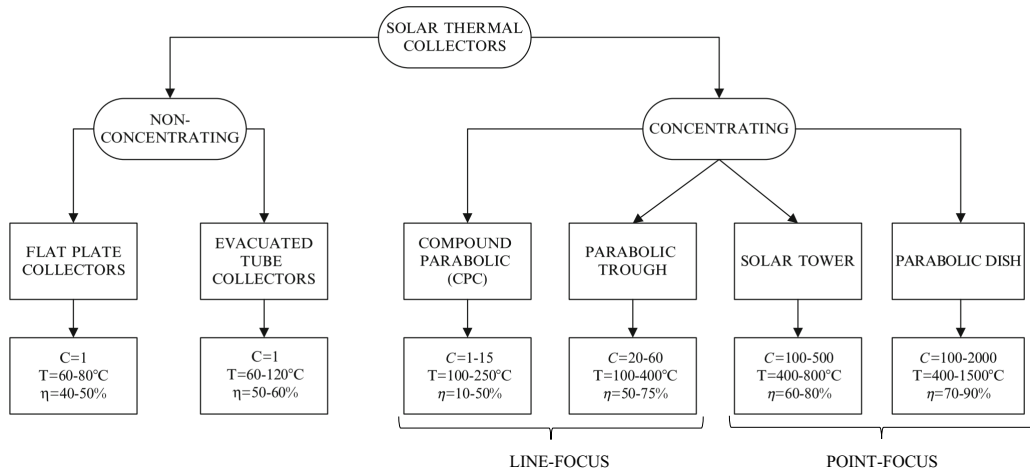 SOLAR THERMAL
COLLECTORS
NON-
CONCENTRATING
CONCENTRATING
FLAT PLATE
COLLECTORS
EVACUATED
TUBE
COLLECTORS
COMPOUND
PARABOLIC
(CPC)
PARABOLIC
TROUGH
SOLAR TOWER
PARABOLIC DISH
C=1
T=60-80°C
η=40-50%
C=1
T=60-120°C
η=50-60%
C=1-15
T=100-250°C
η=10-50%
C=20-60
T=100-400°C
η=50-75%
C=100-500
T=400-800°C
η=60-80%
C=100-2000
T=400-1500°C
η=70-90%
LINE-FOCUS
POINT-FOCUS